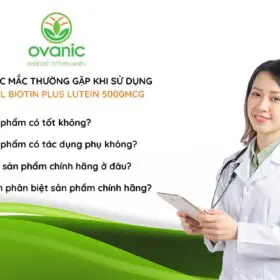 ovanic
C MẮC THƯỜNG GẶP KHI SỬ DỤNG
L BIOTIN PLUS LUTEIN 5000MCG
phẩm có tốt không?
phẩm có tác dụng phụ không?
sản phẩm chính hãng ở đâu?
phân biệt sản phẩm chính hãng?